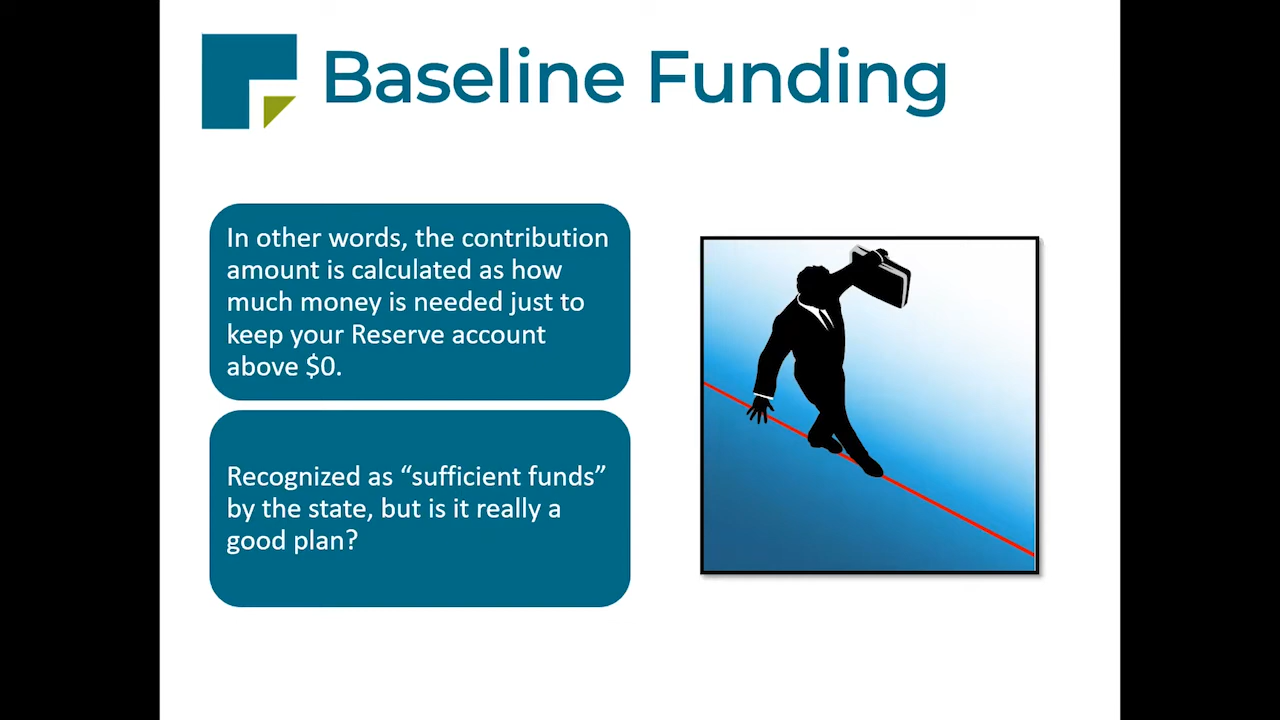 Baseline Funding
In other words, the contribution
amount is calculated as how
much money is needed just to
keep your Reserve account
above $0.
Recognized as “sufficient funds”
by the state, but is it really a
good plan?